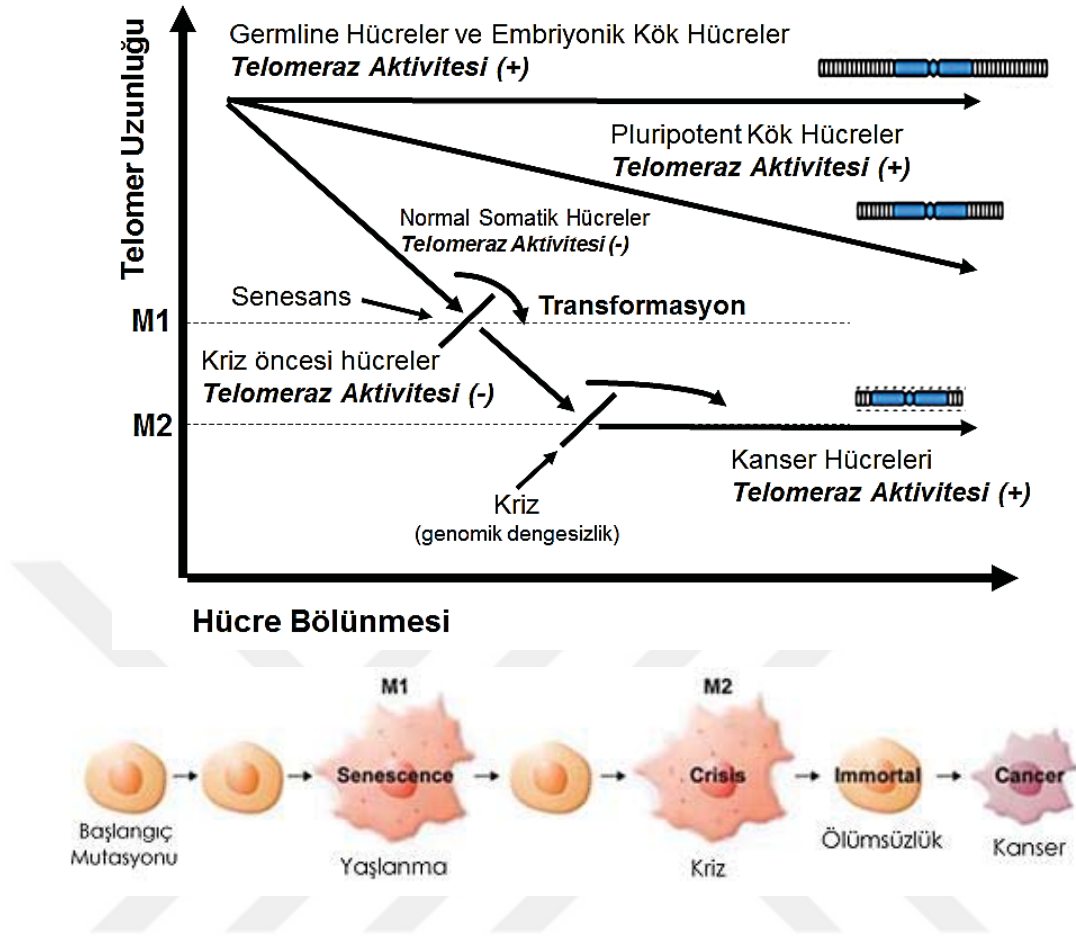 Telomer Uzunluğu
Germline Hücreler ve Embriyonik Kök Hücreler
Telomeraz Aktivitesi (+)
Pluripotent Kök Hücreler
Telomeraz Aktivitesi (+)
Normal Somatik Hücreler
Telomeraz Aktivitesi (-)
Senesans
Transformasyon
M1
Kriz öncesi hücreler
Telomeraz Aktivitesi (-)
M2
Kanser Hücreleri
Telomeraz Aktivitesi (+)
Kriz
(genomik dengesizlik)
Hücre Bölünmesi
M1
M2
Senescence
Crisis
Immortal
Cancer
Başlangıç
Mutasyonu
Yaşlanma
Kriz
Ölümsüzlük
Kanser